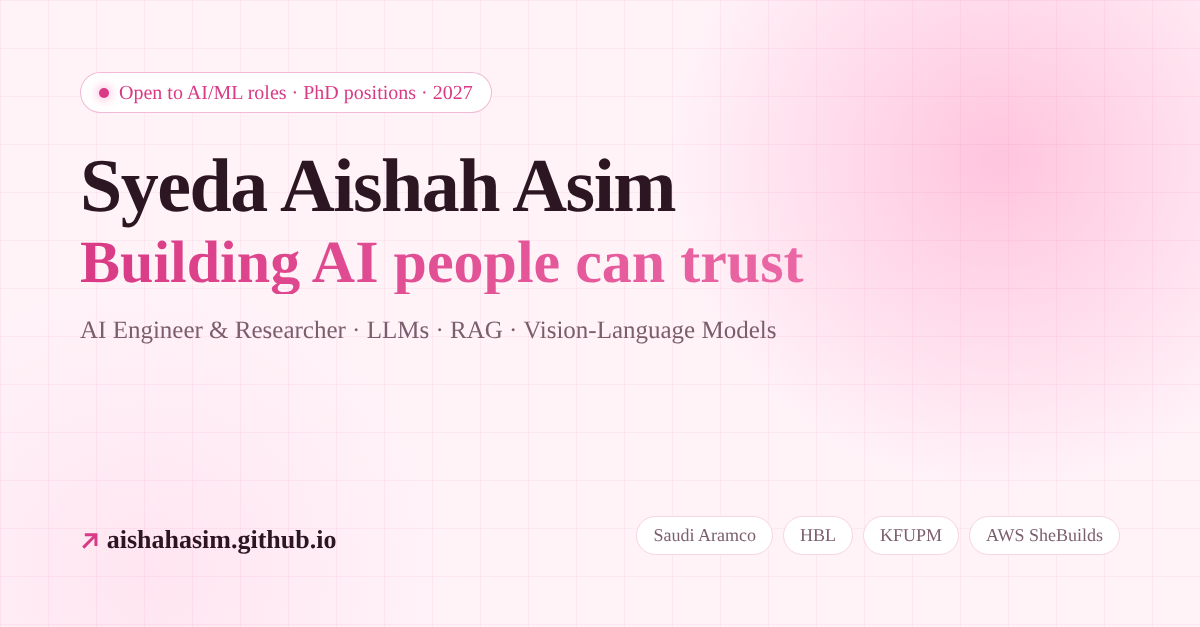 Open to AI/ML roles · PhD positions · 2027
Syeda Aishah Asim
Building AI people can trust
AI Engineer & Researcher · LLMs · RAG · Vision-Language Models
↗ aishahasim.github.io
Saudi Aramco HBL KFUPM AWS SheBuilds